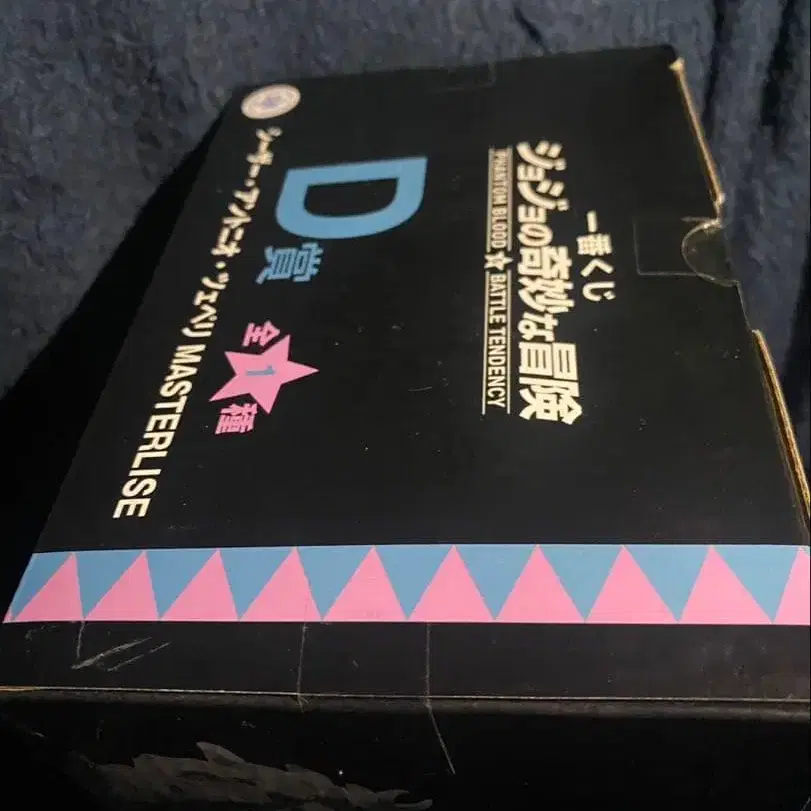 一番くじ
ジョジョの奇妙な冒険
PHANTOM BLOOD ☆ BATTLE TENDENCY
D賞
全1種
シーザー・アントニオ・ツェペリ MASTERLISE